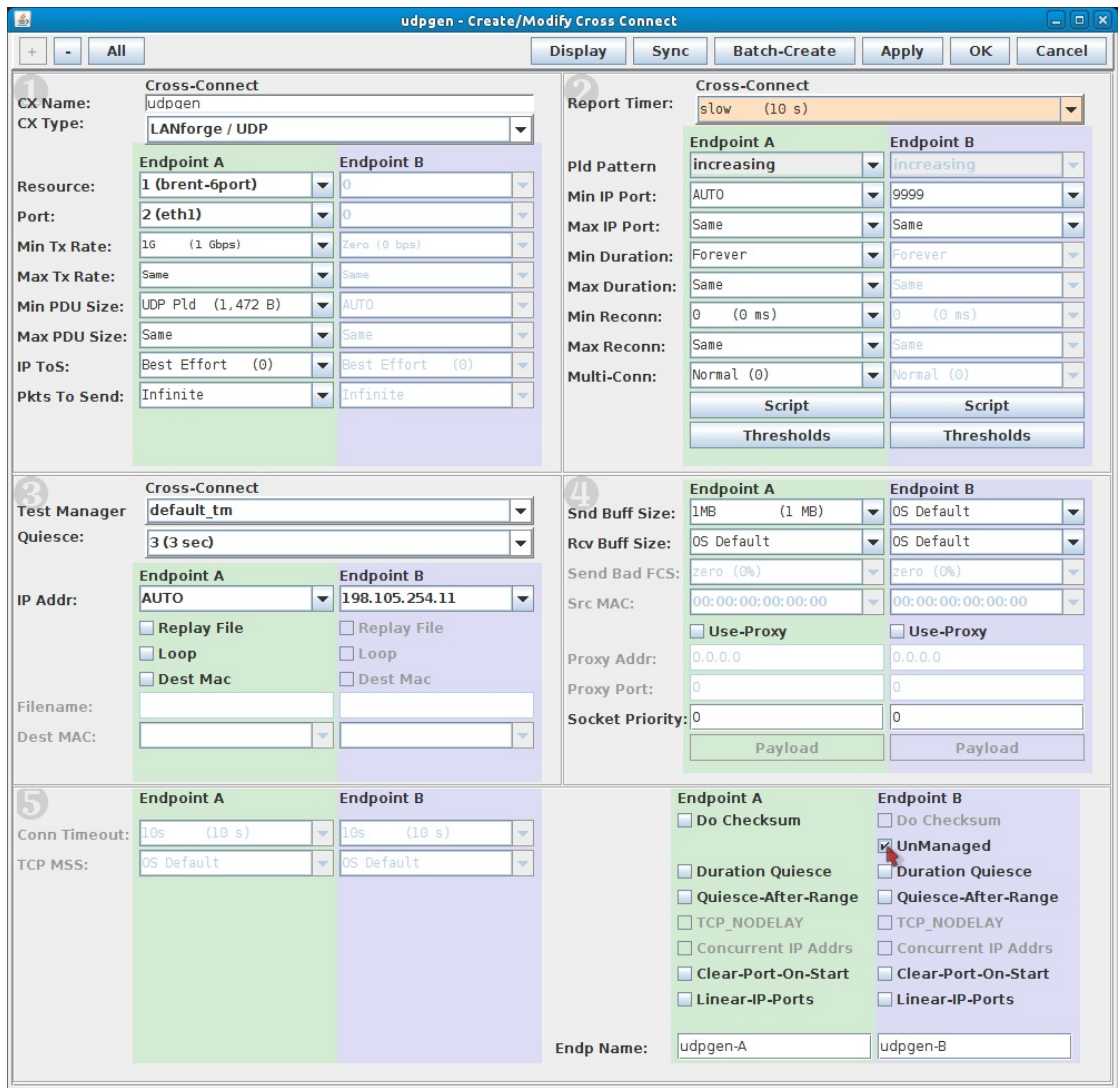 udpgen - Create/Modify Cross Connect
+ - All Display Sync Batch-Create Apply OK Cancel
1
Cross-Connect
CX Name: udpgen
CX Type: LANforge / UDP
Endpoint A Endpoint B
Resource: 1 (brent-6port) 0
Port: 2 (eth1) 0
Min Tx Rate: 1G (1 Gbps) Zero (0 bps)
Max Tx Rate: Same Same
Min PDU Size: UDP Pld (1,472 B) AUTO
Max PDU Size: Same Same
IP ToS: Best Effort (0) Best Effort (0)
Pkts To Send: Infinite Infinite
2
Cross-Connect
Report Timer: slow (10 s)
Endpoint A Endpoint B
Pld Pattern increasing increasing
Min IP Port: AUTO 9999
Max IP Port: Same Same
Min Duration: Forever Forever
Max Duration: Same Same
Min Reconn: 0 (0 ms) 0 (0 ms)
Max Reconn: Same Same
Multi-Conn: Normal (0) Normal (0)
Script Script
Thresholds Thresholds
3
Cross-Connect
Test Manager default_tm
Quiesce: 3 (3 sec)
Endpoint A Endpoint B
IP Addr: AUTO 198.105.254.11
Replay File Replay File
Loop Loop
Dest Mac Dest Mac
Filename:
Dest MAC:
4
Endpoint A Endpoint B
Snd Buff Size: 1MB (1 MB) OS Default
Rcv Buff Size: OS Default OS Default
Send Bad FCS: zero (0%) zero (0%)
Src MAC: 00:00:00:00:00:00 00:00:00:00:00:00
Use-Proxy Use-Proxy
Proxy Addr: 0.0.0.0 0.0.0.0
Proxy Port: 0 0
Socket Priority: 0 0
Payload Payload
5
Endpoint A Endpoint B
Conn Timeout: 10s (10 s) 10s (10 s)
TCP MSS: OS Default OS Default
Endpoint A Endpoint B
Do Checksum Do Checksum
UnManaged
Duration Quiesce Duration Quiesce
Quiesce-After-Range Quiesce-After-Range
TCP_NODELAY TCP_NODELAY
Concurrent IP Addrs Concurrent IP Addrs
Clear-Port-On-Start Clear-Port-On-Start
Linear-IP-Ports Linear-IP-Ports
Endp Name: udpgen-A udpgen-B